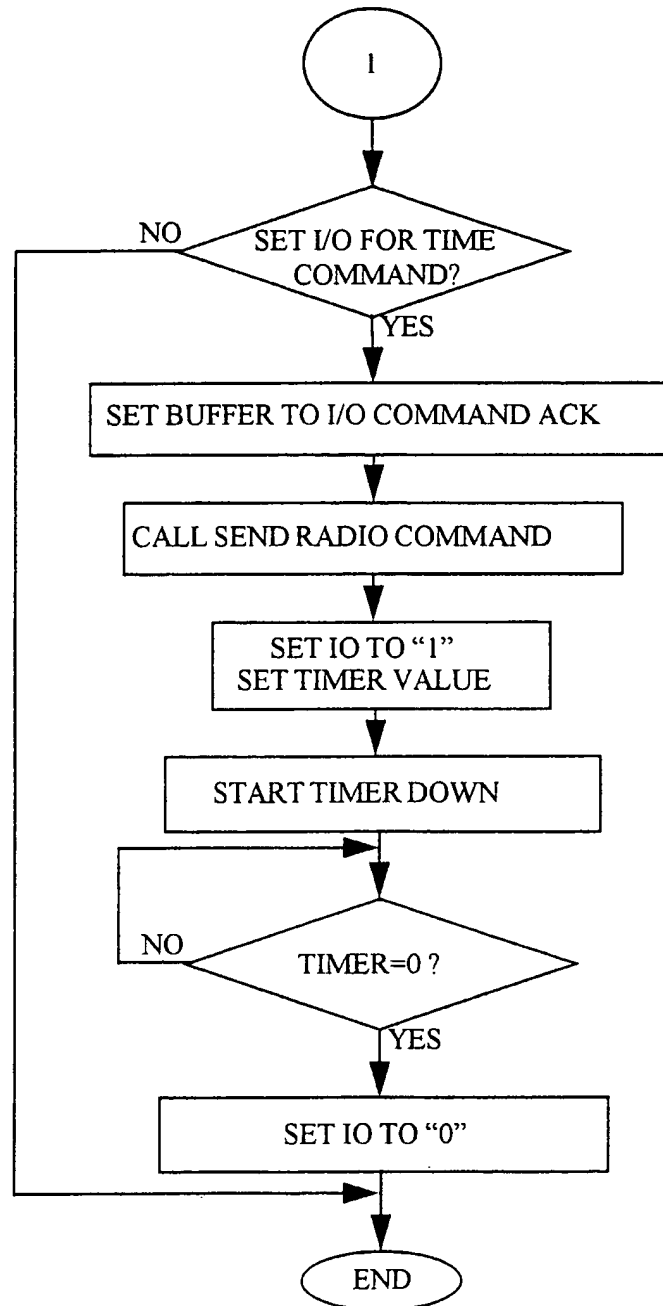 1
NO
SET I/O FOR TIME
COMMAND?
YES
SET BUFFER TO I/O COMMAND ACK
CALL SEND RADIO COMMAND
SET IO TO “1”
SET TIMER VALUE
START TIMER DOWN
NO
TIMER=0 ?
YES
SET IO TO “0”
END